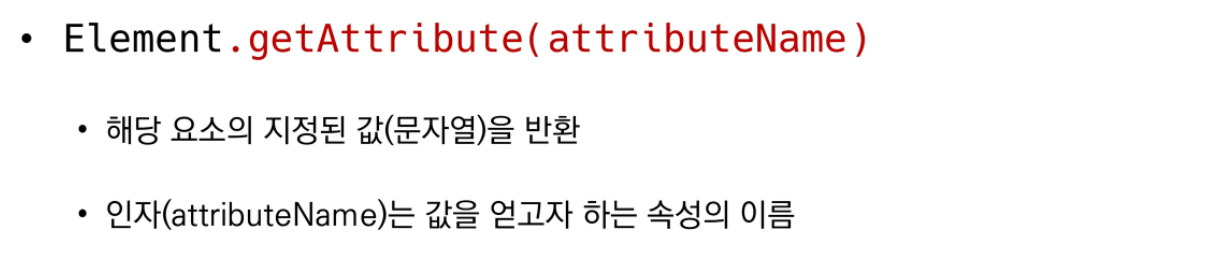 • Element.getAttribute(attributeName)
• 해당 요소의 지정된 값(문자열)을 반환
• 인자(attributeName)는 값을 얻고자 하는 속성의 이름